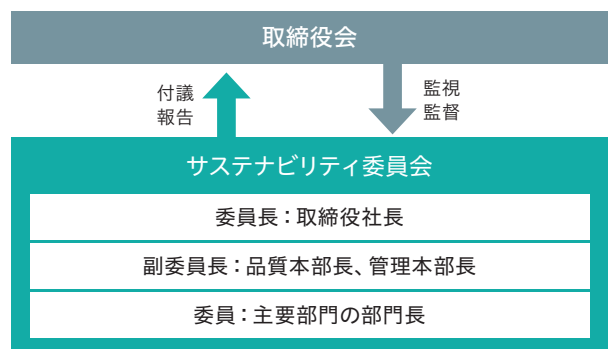 取締役会
付議
報告
監視
監督
サステナビリティ委員会
委員長：取締役社長
副委員長：品質本部長、管理本部長
委員：主要部門の部門長